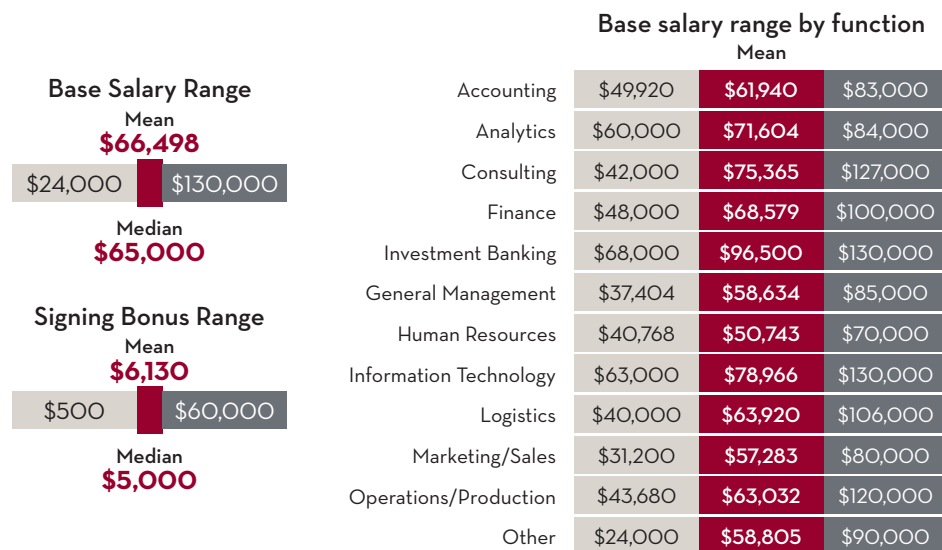 Base Salary Range
Mean
$66,498
$24,000 $130,000
Median
$65,000
Signing Bonus Range
Mean
$6,130
$500 $60,000
Median
$5,000
Base salary range by function
Mean
Accounting $49,920 $61,940 $83,000
Analytics $60,000 $71,604 $84,000
Consulting $42,000 $75,365 $127,000
Finance $48,000 $68,579 $100,000
Investment Banking $68,000 $96,500 $130,000
General Management $37,404 $58,634 $85,000
Human Resources $40,768 $50,743 $70,000
Information Technology $63,000 $78,966 $130,000
Logistics $40,000 $63,920 $106,000
Marketing/Sales $31,200 $57,283 $80,000
Operations/Production $43,680 $63,032 $120,000
Other $24,000 $58,805 $90,000